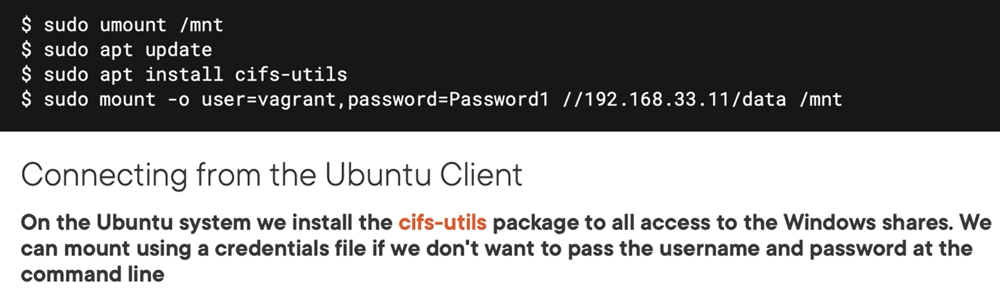 $ sudo umount /mnt
$ sudo apt update
$ sudo apt install cifs-utils
$ sudo mount -o user=vagrant,password=Password1 //192.168.33.11/data /mnt
Connecting from the Ubuntu Client
On the Ubuntu system we install the cifs-utils package to all access to the Windows shares. We
can mount using a credentials file if we don't want to pass the username and password at the
command line